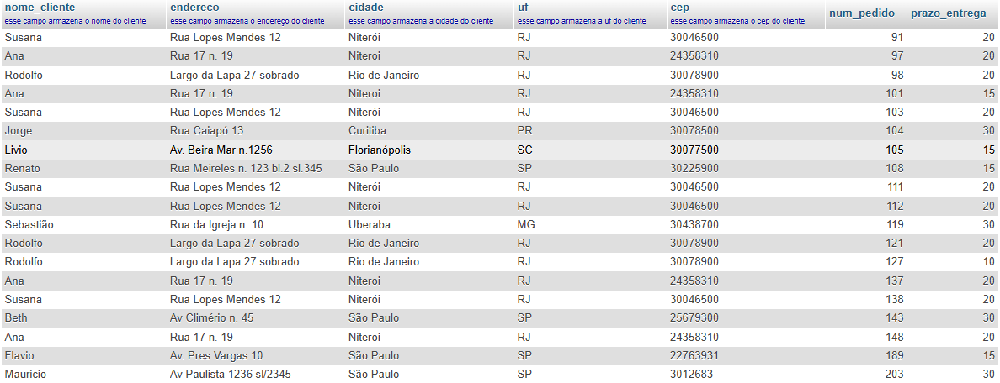 nome_cliente endereco cidade uf cep num_pedido prazo_entrega
esse campo armazena o nome do cliente esse campo armazena o endereço do cliente esse campo armazena a cidade do cliente esse campo armazena a uf do cliente esse campo armazena o cep do cliente
Susana Rua Lopes Mendes 12 Niterói RJ 30046500 91 20
Ana Rua 17 n. 19 Niteroi RJ 24358310 97 20
Rodolfo Largo da Lapa 27 sobrado Rio de Janeiro RJ 30078900 98 20
Ana Rua 17 n. 19 Niteroi RJ 24358310 101 15
Susana Rua Lopes Mendes 12 Niterói RJ 30046500 103 20
Jorge Rua Caiapó 13 Curitiba PR 30078500 104 30
Livio Av. Beira Mar n.1256 Florianópolis SC 30077500 105 15
Renato Rua Meireles n. 123 bl.2 sl.345 São Paulo SP 30225900 108 15
Susana Rua Lopes Mendes 12 Niterói RJ 30046500 111 20
Susana Rua Lopes Mendes 12 Niterói RJ 30046500 112 20
Sebastião Rua da Igreja n. 10 Uberaba MG 30438700 119 30
Rodolfo Largo da Lapa 27 sobrado Rio de Janeiro RJ 30078900 121 20
Rodolfo Largo da Lapa 27 sobrado Rio de Janeiro RJ 30078900 127 10
Ana Rua 17 n. 19 Niteroi RJ 24358310 137 20
Susana Rua Lopes Mendes 12 Niterói RJ 30046500 138 20
Beth Av Climério n. 45 São Paulo SP 25679300 143 30
Ana Rua 17 n. 19 Niteroi RJ 24358310 148 20
Flavio Av. Pres Vargas 10 São Paulo SP 22763931 189 15
Mauricio Av Paulista 1236 sl/2345 São Paulo SP 3012683 203 30